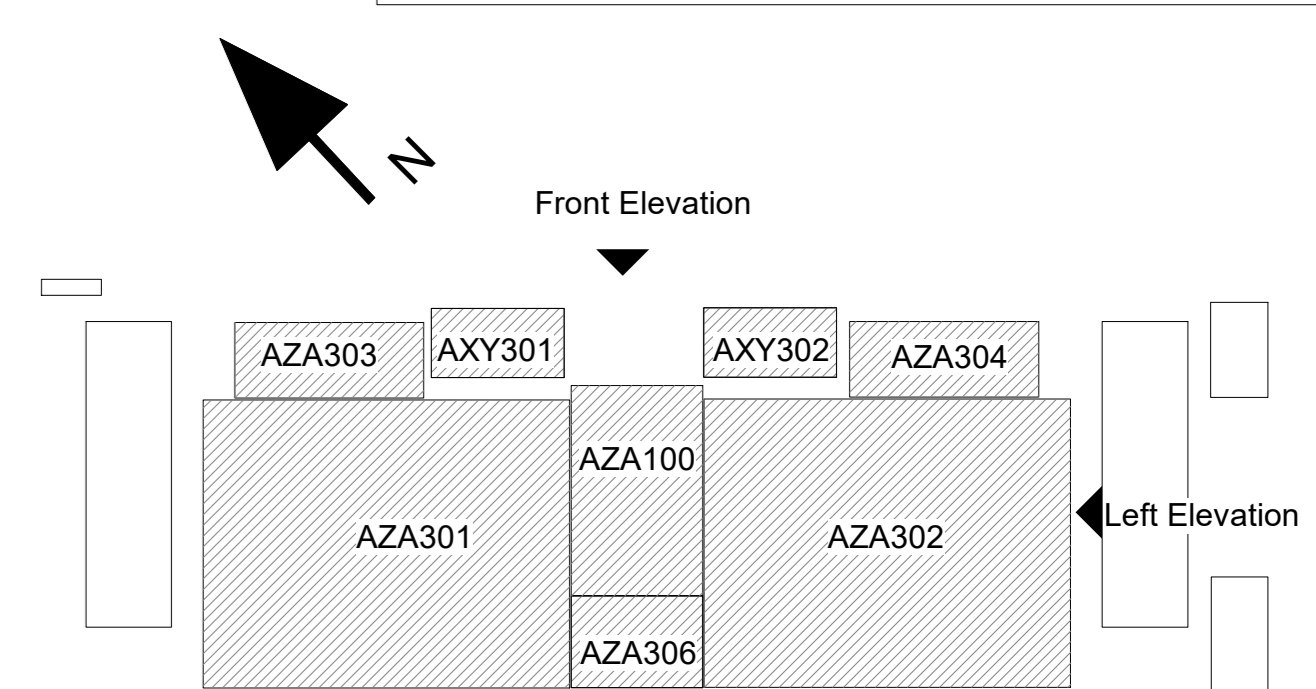 N
Front Elevation
AZA303
AXY301
AXY302
AZA304
AZA100
Left Elevation
AZA301
AZA302
AZA306